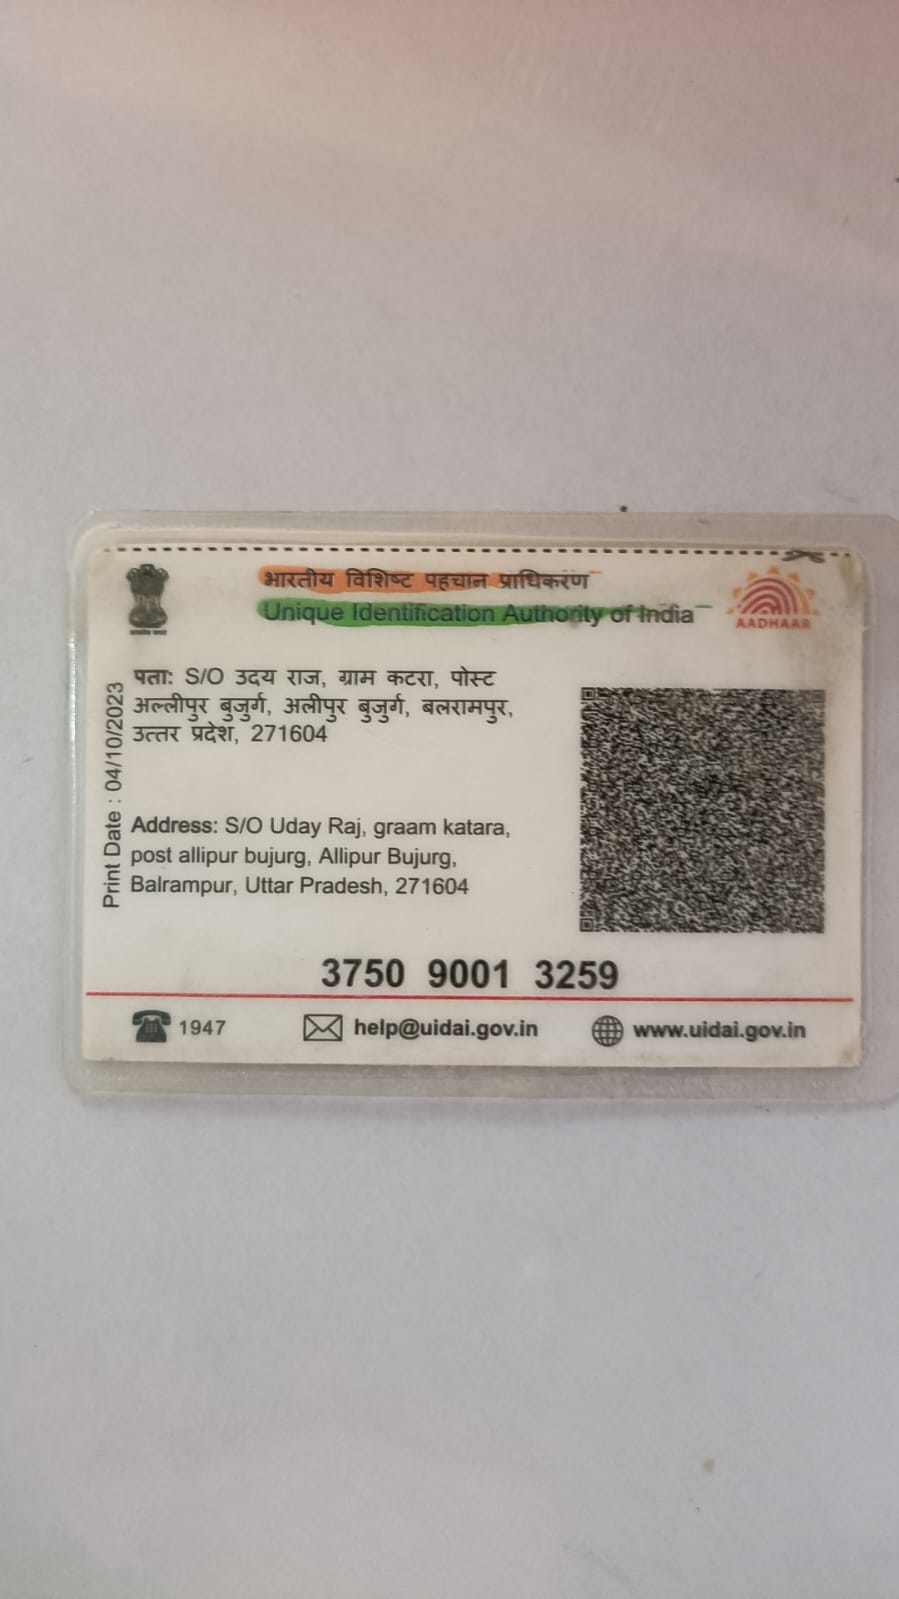 भारतीय विशिष्ट पहचान प्राधिकरण
Unique Identification Authority of India
AADHAAR
पता: S/O उदय राज, ग्राम कटरा, पोस्ट
अल्लीपुर बुजुर्ग, अलीपुर बुजुर्ग, बलरामपुर,
उत्तर प्रदेश, 271604
Print Date : 04/10/2023
Address: S/O Uday Raj, graam katara,
post allipur bujurg, Allipur Bujurg,
Balrampur, Uttar Pradesh, 271604
3750 9001 3259
1947 help@uidai.gov.in www.uidai.gov.in